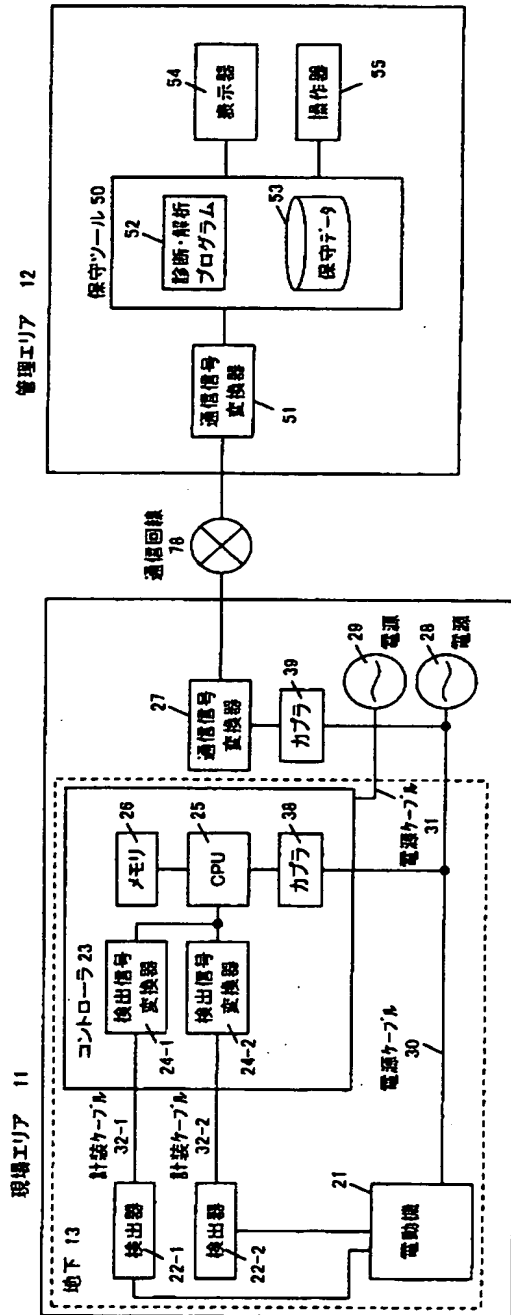 現場エリア 11
地下 13
検出器
22-1
検出器
22-2
計装ケーブル
32-1
計装ケーブル
32-2
コントローラ 23
検出信号
変換器
24-1
検出信号
変換器
24-2
メモリ
26
CPU
25
カプラ
38
電動機
21
電源ケーブル
30
電源ケーブル
31
通信信号
変換器
27
カプラ
39
29
電源
28
電源
通信回線
78
管理エリア 12
通信信号
変換器
51
保守ツール 50
52
診断・解析
プログラム
53
保守データ
表示器
54
操作器
55